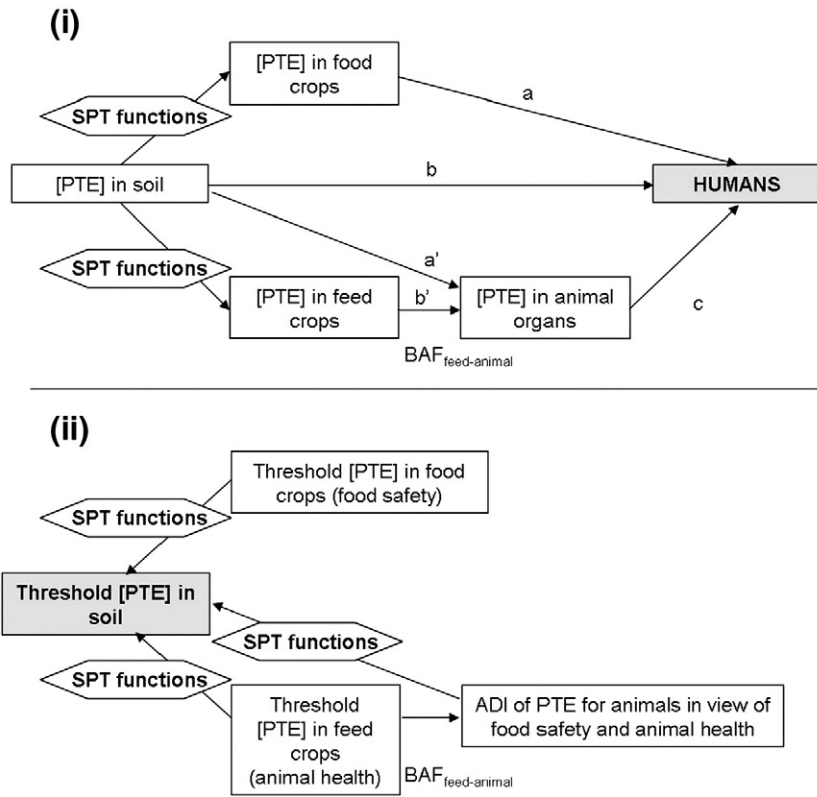 (i)
[PTE] in food
crops
a
SPT functions
[PTE] in soil
b
HUMANS
SPT functions
a'
[PTE] in feed
crops
b'
[PTE] in animal
organs
c
BAFfeed-animal
(ii)
Threshold [PTE] in food
crops (food safety)
SPT functions
Threshold [PTE] in
soil
SPT functions
SPT functions
Threshold
[PTE] in feed
crops
(animal health)
ADI of PTE for animals in view of
food safety and animal health
BAFfeed-animal